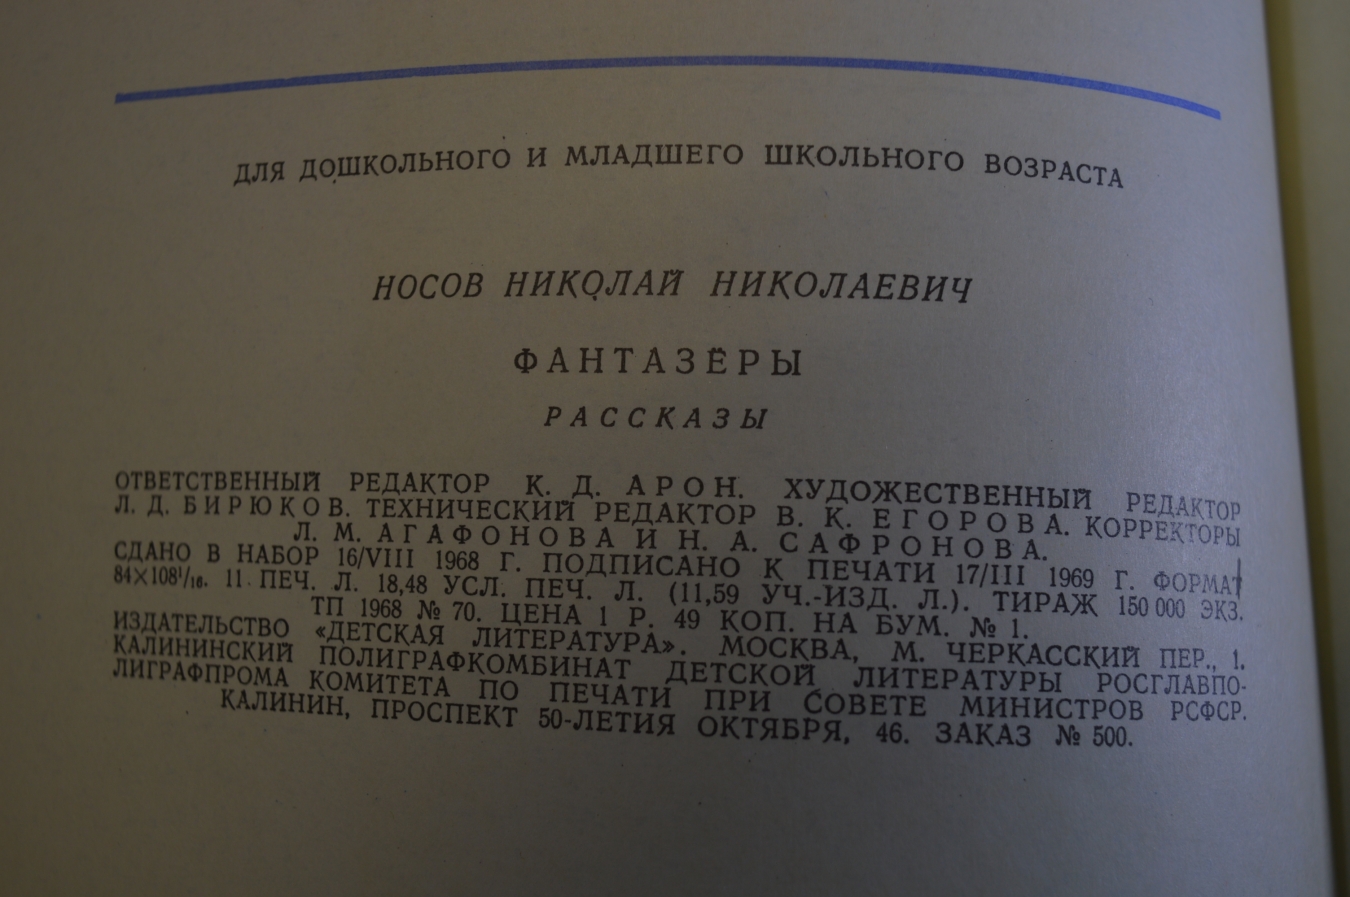 ДЛЯ ДОШКОЛЬНОГО И МЛАДШЕГО ШКОЛЬНОГО ВОЗРАСТА
НОСОВ НИКОЛАЙ НИКОЛАЕВИЧ
ФАНТАЗЁРЫ
РАССКАЗЫ
ОТВЕТСТВЕННЫЙ РЕДАКТОР К. Д. АРОН. ХУДОЖЕСТВЕННЫЙ РЕДАКТОР
Л. Д. БИРЮКОВ. ТЕХНИЧЕСКИЙ РЕДАКТОР В. К. ЕГОРОВА. КОРРЕКТОРЫ
Л. М. АГАФОНОВА И Н. А. САФРОНОВА.
СДАНО В НАБОР 16/VIII 1968 Г. ПОДПИСАНО К ПЕЧАТИ 17/III 1969 Г. ФОРМАТ
84×108¹/₁₆. 11 ПЕЧ. Л. 18,48 УСЛ. ПЕЧ. Л. (11,59 УЧ.-ИЗД. Л.). ТИРАЖ 150 000 ЭКЗ.
ТП 1968 № 70. ЦЕНА 1 Р. 49 КОП. НА БУМ. № 1.
ИЗДАТЕЛЬСТВО «ДЕТСКАЯ ЛИТЕРАТУРА». МОСКВА, М. ЧЕРКАССКИЙ ПЕР., 1.
КАЛИНИНСКИЙ ПОЛИГРАФКОМБИНАТ ДЕТСКОЙ ЛИТЕРАТУРЫ РОСГЛАВПО-
ЛИГРАФПРОМА КОМИТЕТА ПО ПЕЧАТИ ПРИ СОВЕТЕ МИНИСТРОВ РСФСР.
КАЛИНИН, ПРОСПЕКТ 50-ЛЕТИЯ ОКТЯБРЯ, 46. ЗАКАЗ № 500.